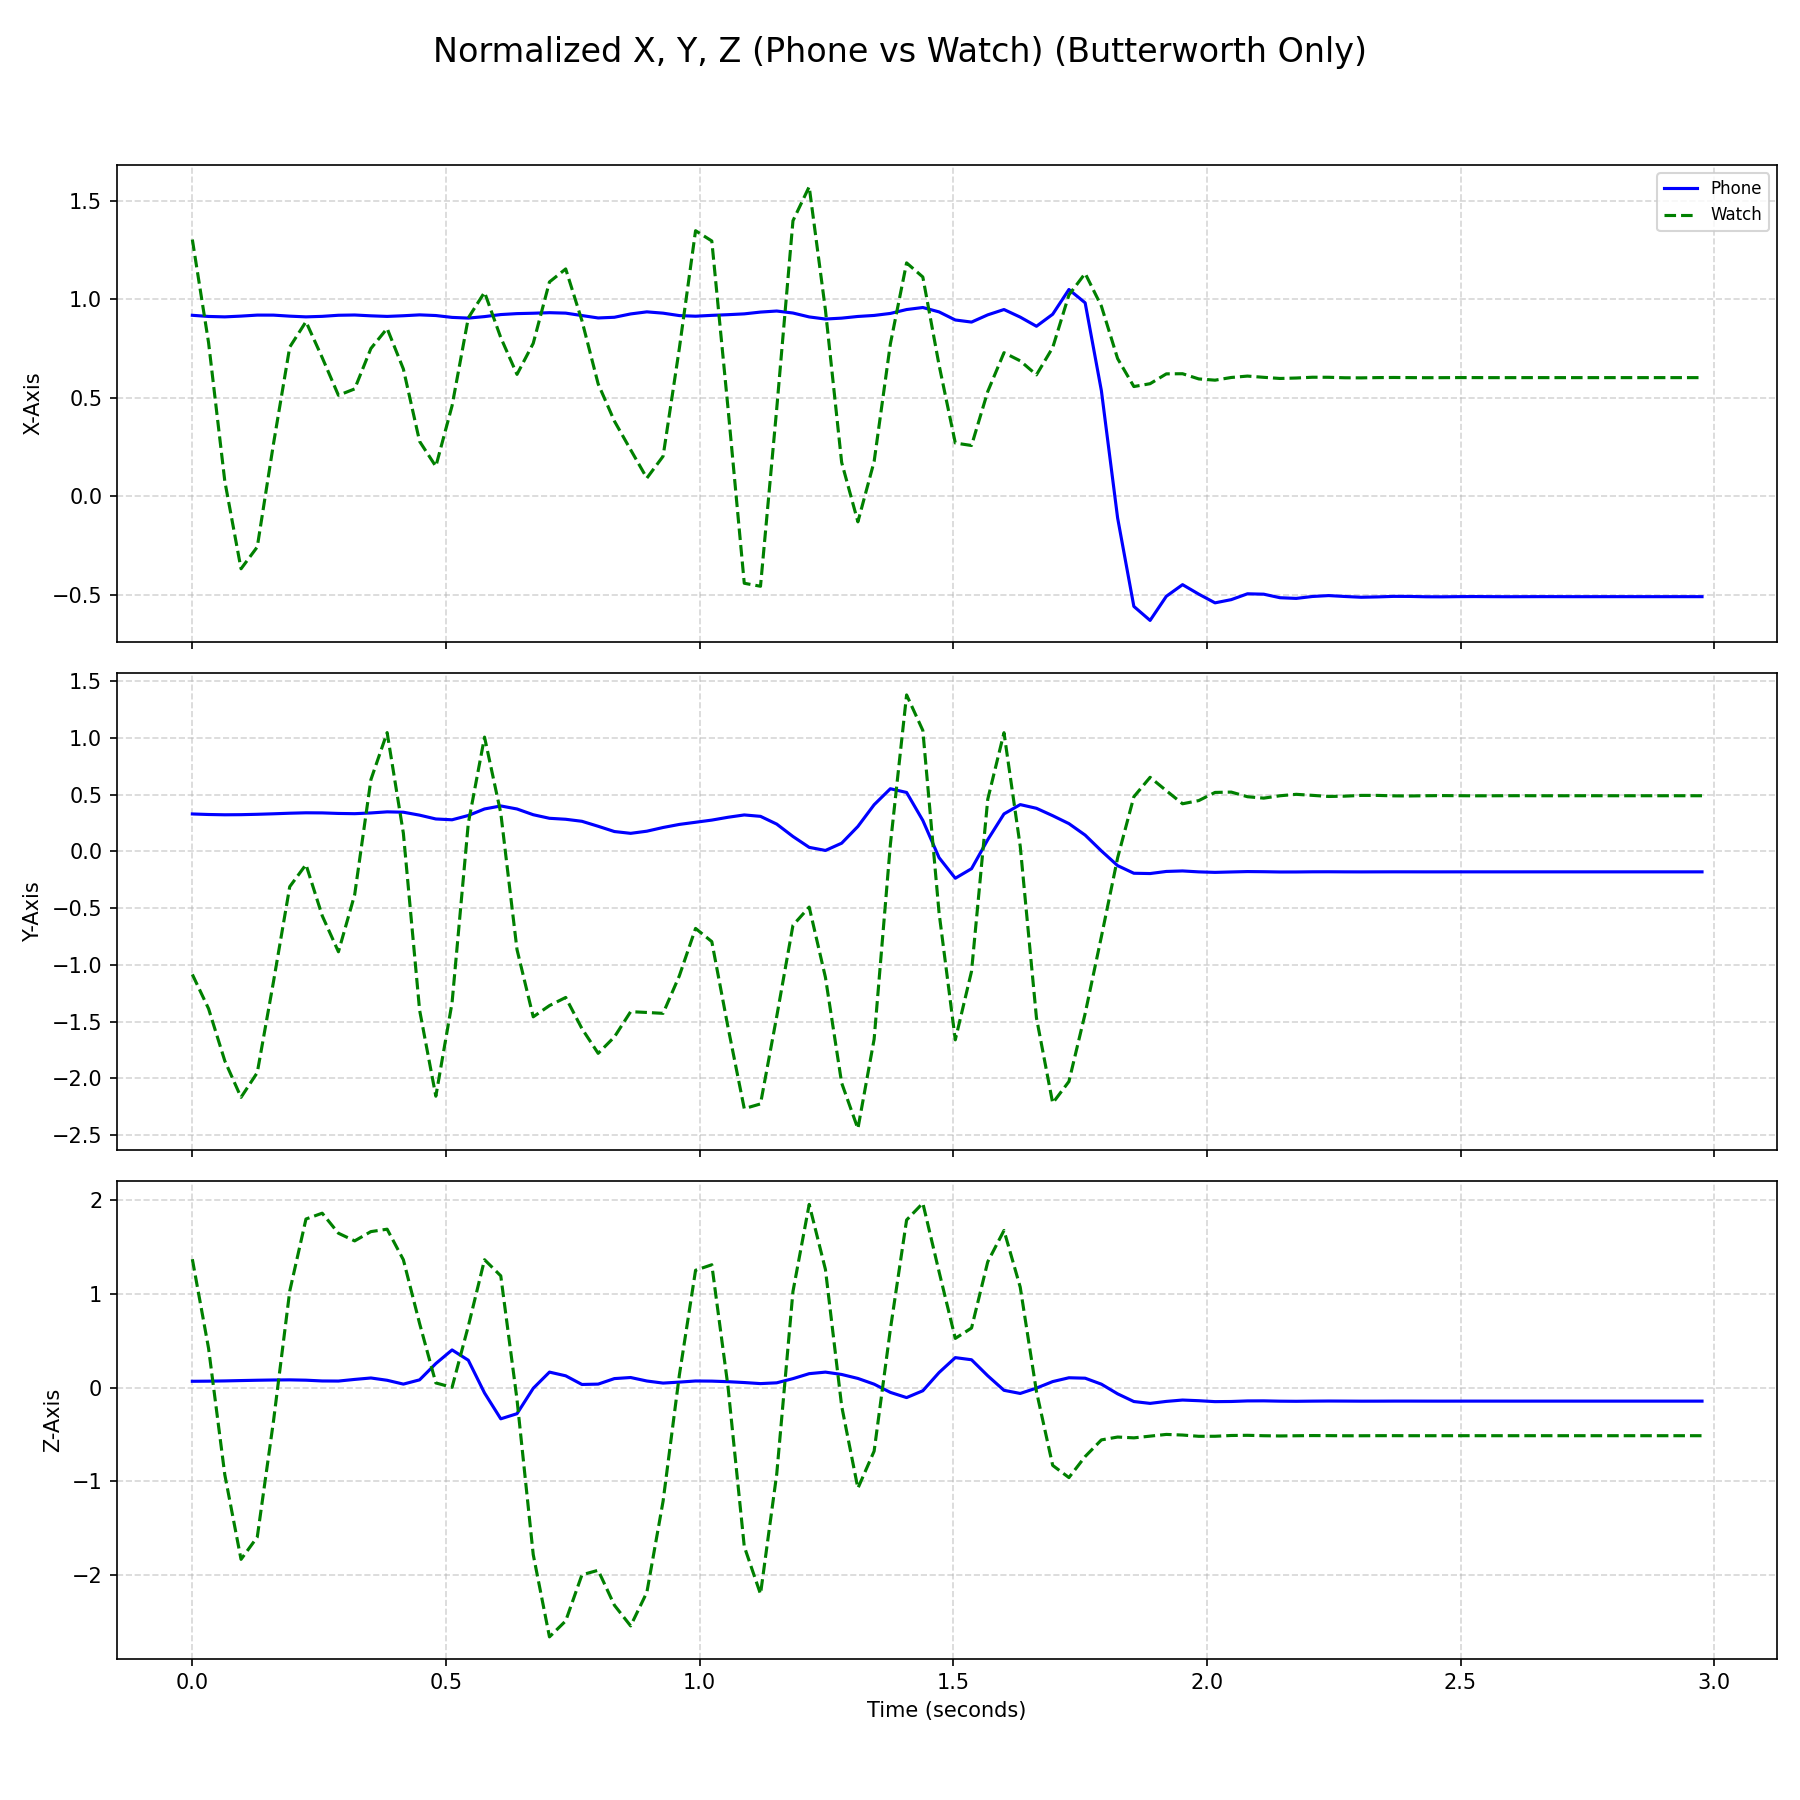 Normalized X, Y, Z (Phone vs Watch) (Butterworth Only)
Phone
Watch
1.5
1.0
0.5
0.0
−0.5
X-Axis
1.5
1.0
0.5
0.0
−0.5
−1.0
−1.5
−2.0
−2.5
Y-Axis
2
1
0
−1
−2
Z-Axis
0.0 0.5 1.0 1.5 2.0 2.5 3.0
Time (seconds)